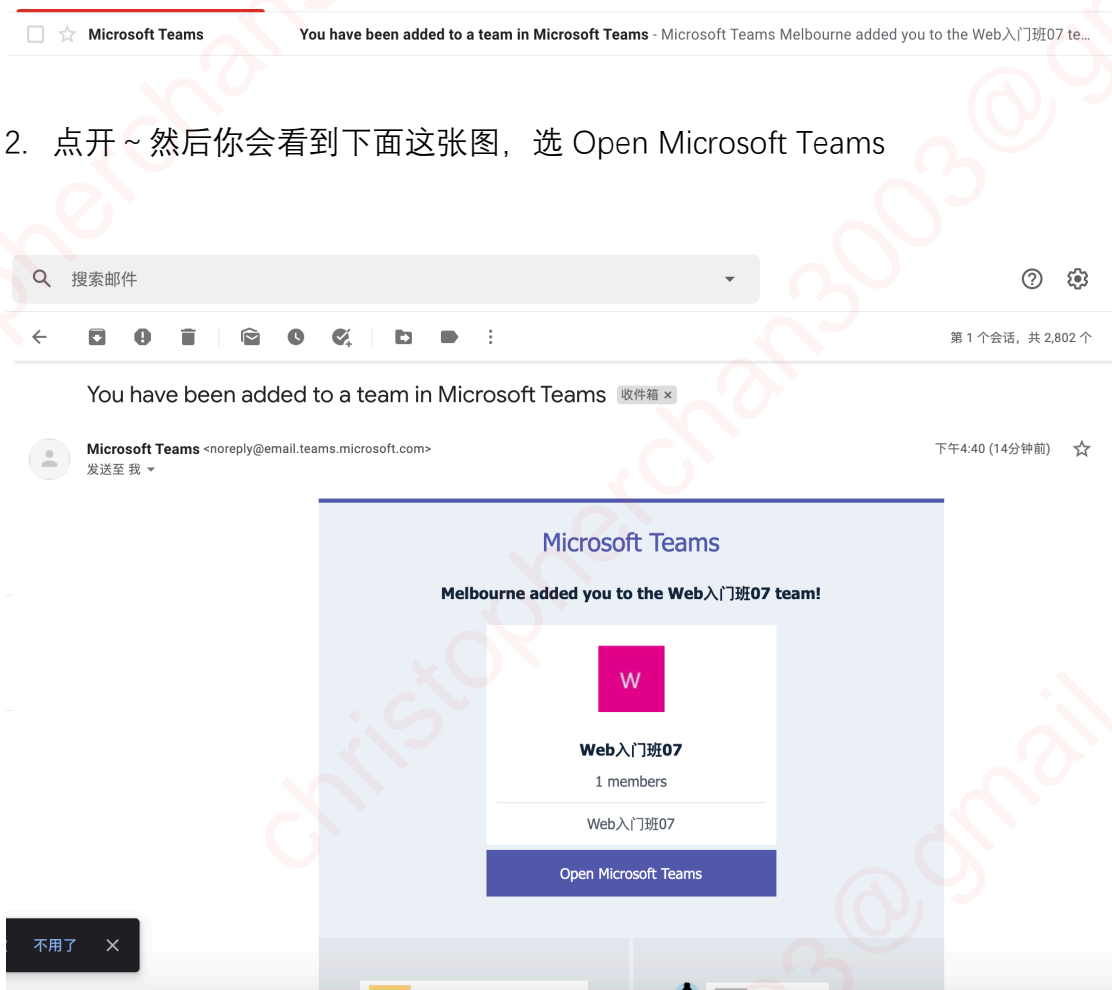 Microsoft Teams You have been added to a team in Microsoft Teams - Microsoft Teams Melbourne added you to the Web入门班07 te...
2. 点开 ~ 然后你会看到下面这张图，选 Open Microsoft Teams
搜索邮件
第 1 个会话，共 2,802 个
You have been added to a team in Microsoft Teams 收件箱 ×
Microsoft Teams <noreply@email.teams.microsoft.com> 下午4:40 (14分钟前)
发送至 我
Microsoft Teams
Melbourne added you to the Web入门班07 team!
W
Web入门班07
1 members
Web入门班07
Open Microsoft Teams
不用了
christopherchan3003@gmail